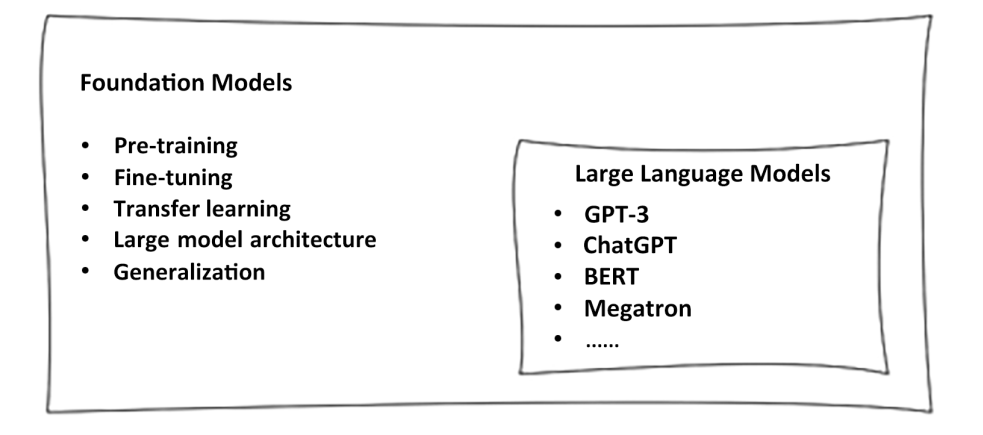 Foundation Models
• Pre-training
• Fine-tuning
• Transfer learning
• Large model architecture
• Generalization
Large Language Models
• GPT-3
• ChatGPT
• BERT
• Megatron
• ......